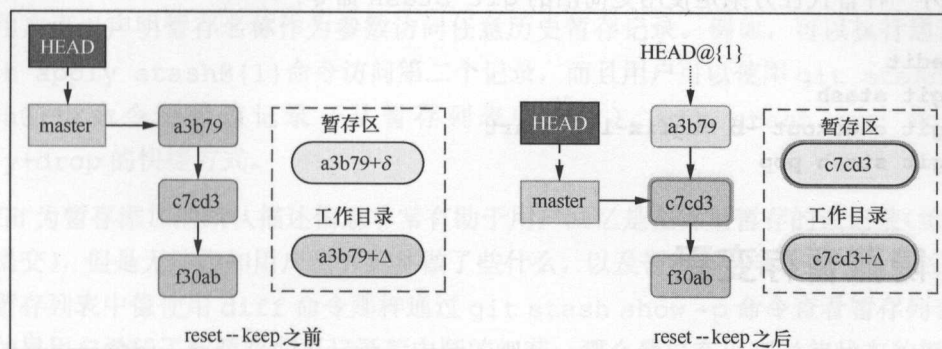 HEAD
master
a3b79
c7cd3
f30ab
暂存区
a3b79+δ
工作目录
a3b79+Δ
reset --keep之前
HEAD@{1}
HEAD
a3b79
master
c7cd3
f30ab
暂存区
c7cd3
工作目录
c7cd3+Δ
reset --keep之后